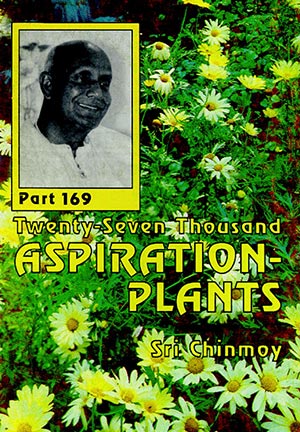 Part 169
Twenty-Seven Thousand
ASPIRATION-
PLANTS
Sri Chinmoy